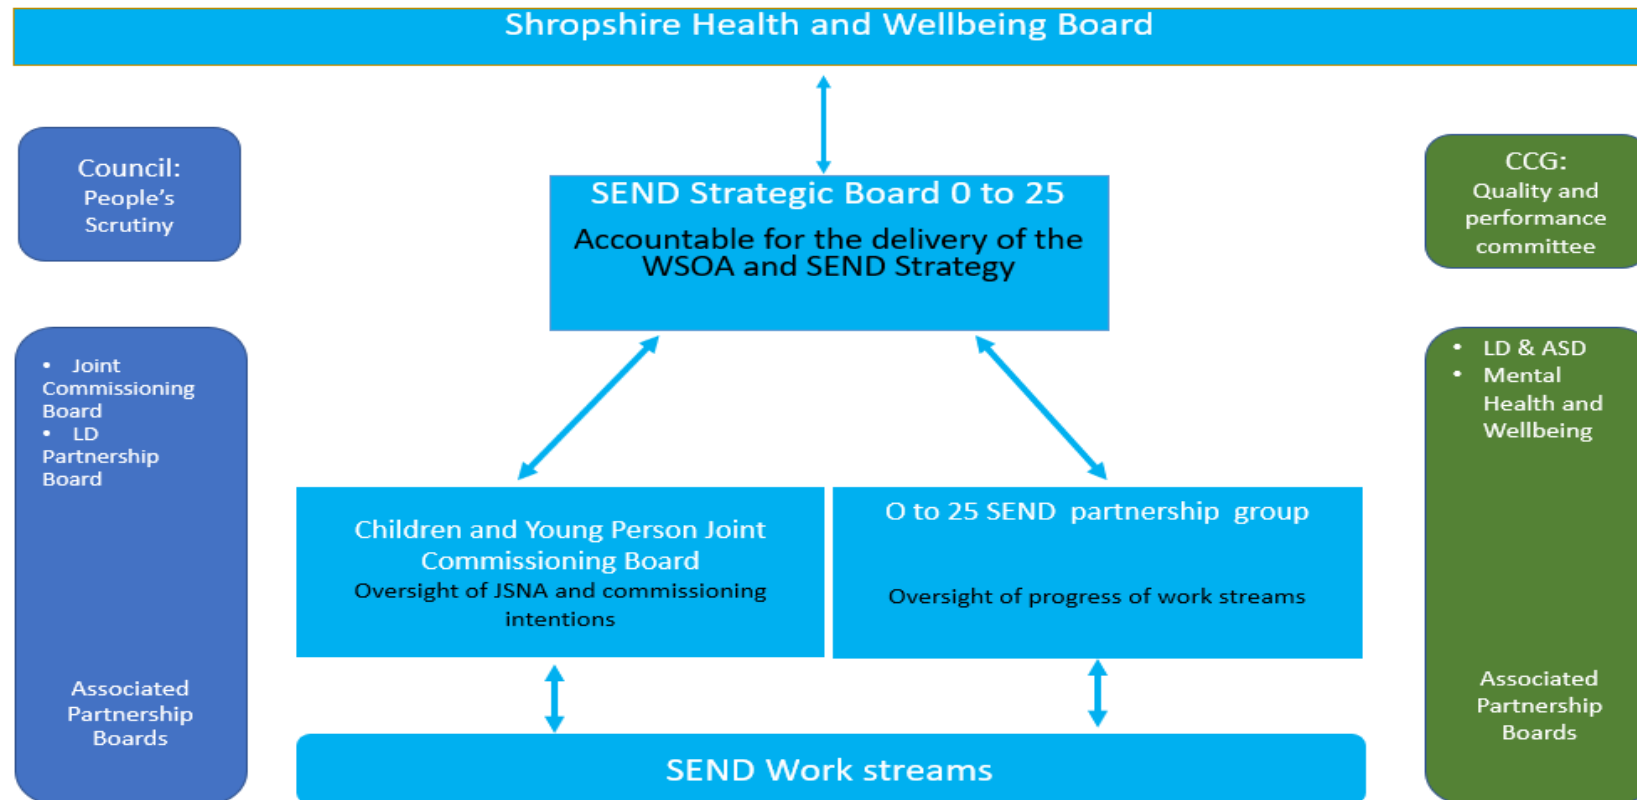 Shropshire Health and Wellbeing Board
Council:
People's
Scrutiny
SEND Strategic Board 0 to 25
Accountable for the delivery of the
WSOA and SEND Strategy
CCG:
Quality and
performance
committee
• Joint
Commissioning
Board
• LD
Partnership
Board
Associated
Partnership
Boards
Children and Young Person Joint
Commissioning Board
Oversight of JSNA and commissioning
intentions
O to 25 SEND partnership group
Oversight of progress of work streams
• LD & ASD
• Mental
Health and
Wellbeing
Associated
Partnership
Boards
SEND Work streams